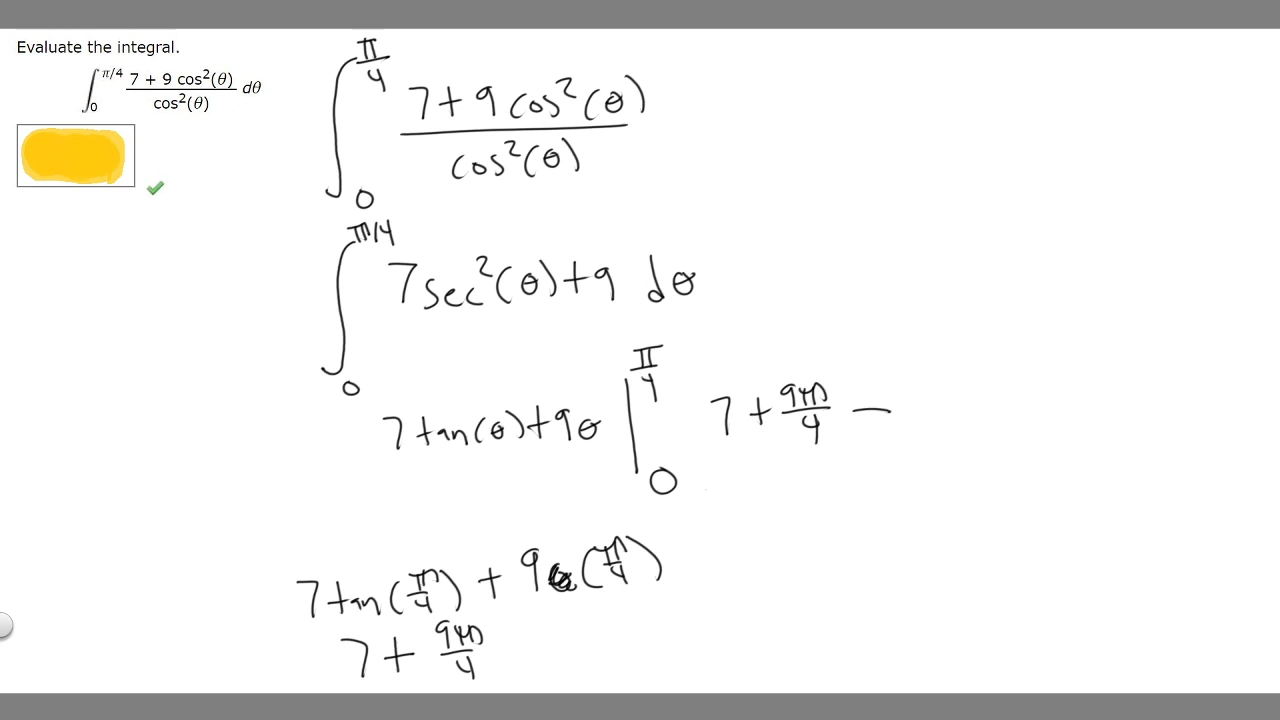 Evaluate the integral.
∫₀^π/4 (7 + 9 cos²(θ))/(cos²(θ)) dθ
∫₀^π/4 (7+9cos²(θ))/(cos²(θ))
∫₀^π/4 7sec²(θ)+9 dθ
7tan(θ)+9θ |₀^π/4 7+9π/4 —
7tan(π/4)+9(π/4)
7+9π/4